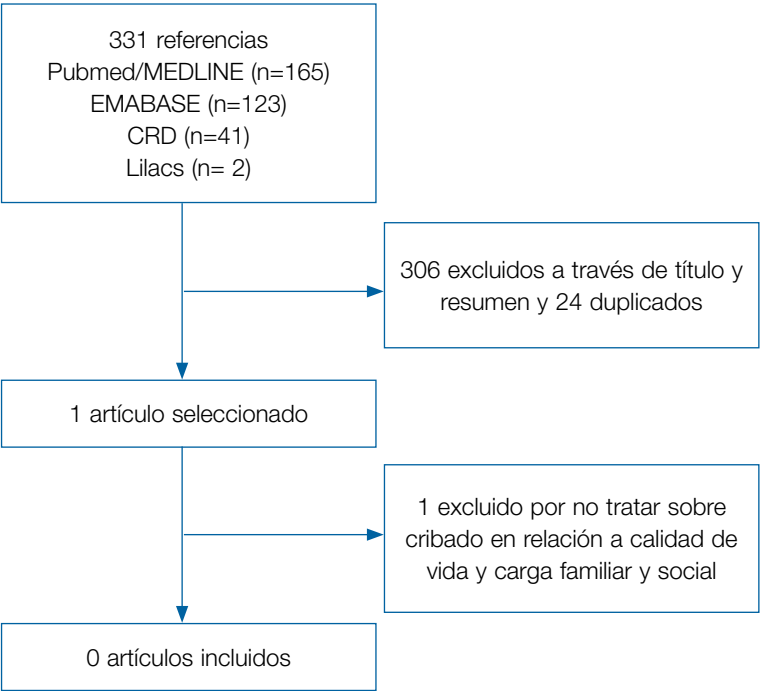 331 referencias
Pubmed/MEDLINE (n=165)
EMABASE (n=123)
CRD (n=41)
Lilacs (n= 2)
306 excluidos a través de título y
resumen y 24 duplicados
1 artículo seleccionado
1 excluido por no tratar sobre
cribado en relación a calidad de
vida y carga familiar y social
0 artículos incluidos